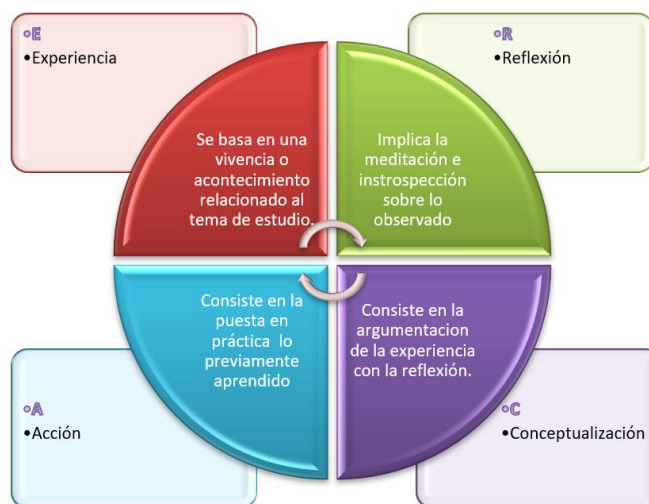 ◦E
•Experiencia
◦R
•Reflexión
Se basa en una
vivencia o
acontecimiento
relacionado al
tema de estudio.
Implica la
meditación e
instrospección
sobre lo
observado
Consiste en la
puesta en
práctica lo
previamente
aprendido
Consiste en la
argumentacion
de la experiencia
con la reflexión.
◦A
•Acción
◦C
•Conceptualización